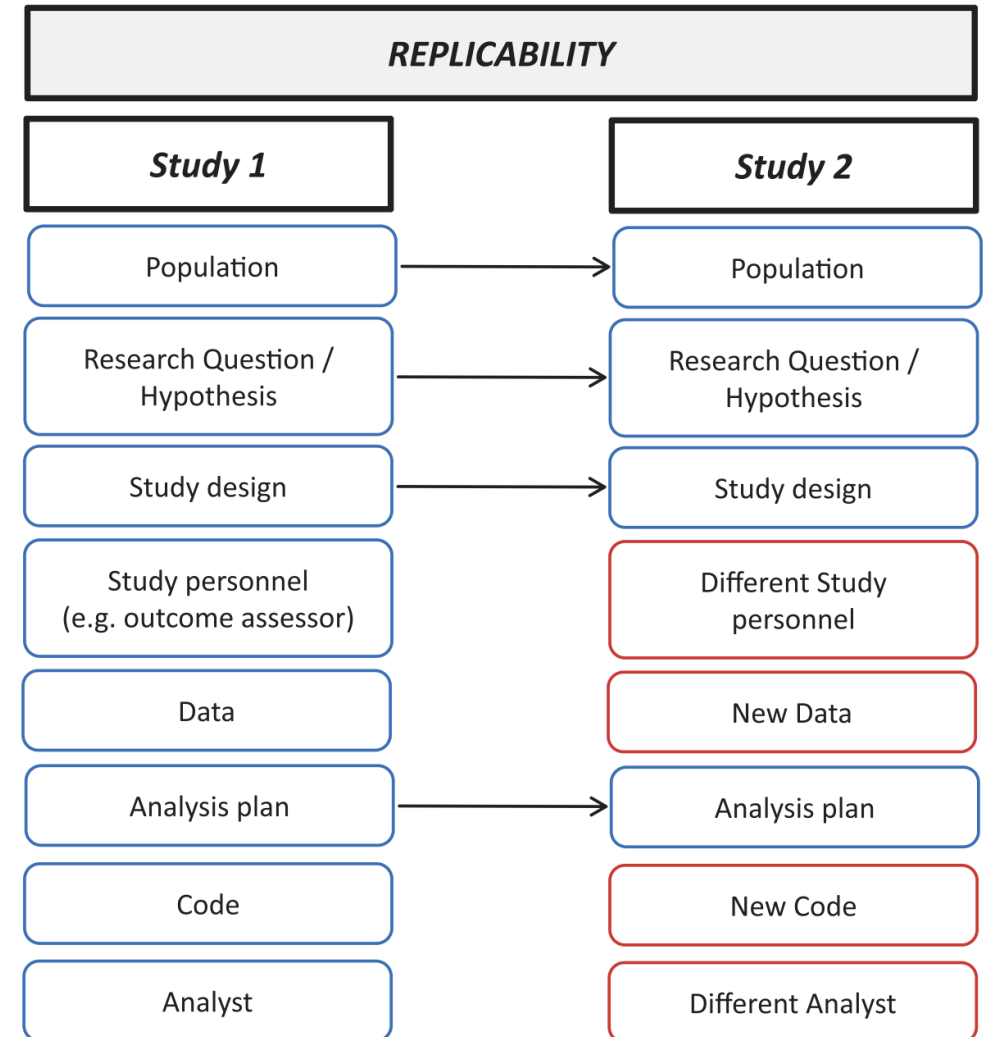 REPLICABILITY
Study 1
Study 2
Population
Population
Research Question /
Hypothesis
Research Question /
Hypothesis
Study design
Study design
Study personnel
(e.g. outcome assessor)
Different Study
personnel
Data
New Data
Analysis plan
Analysis plan
Code
New Code
Analyst
Different Analyst